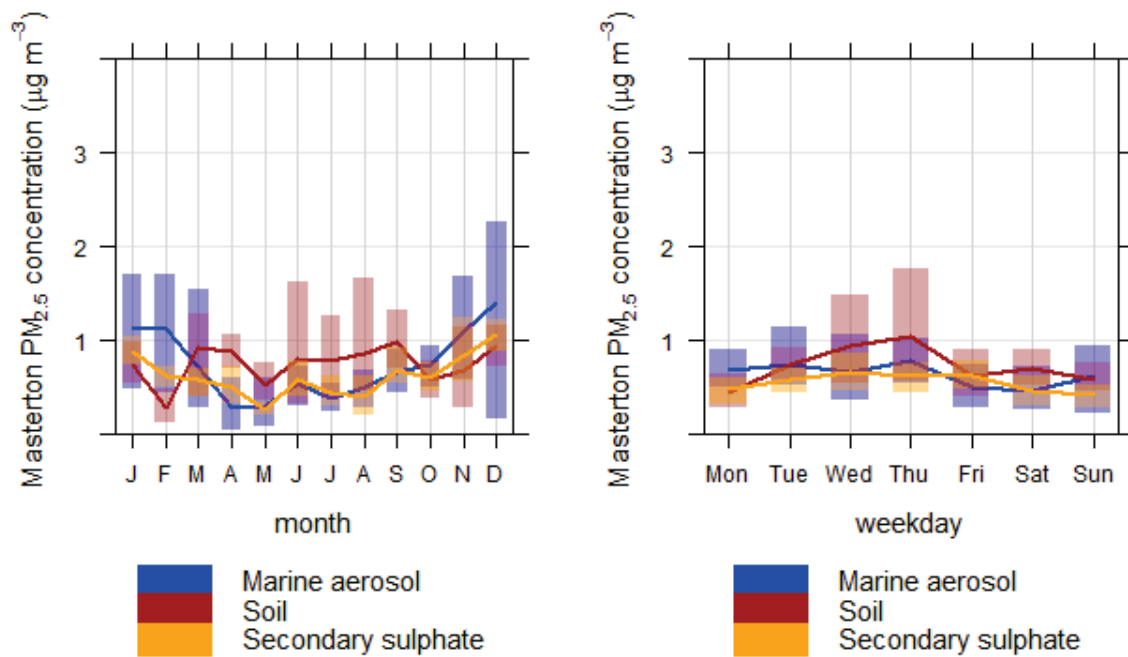 Masterton PM2.5 concentration (µg m−3)
3
2
1
J F M A M J J A S O N D
month
Marine aerosol
Soil
Secondary sulphate
Masterton PM2.5 concentration (µg m−3)
3
2
1
Mon Tue Wed Thu Fri Sat Sun
weekday
Marine aerosol
Soil
Secondary sulphate